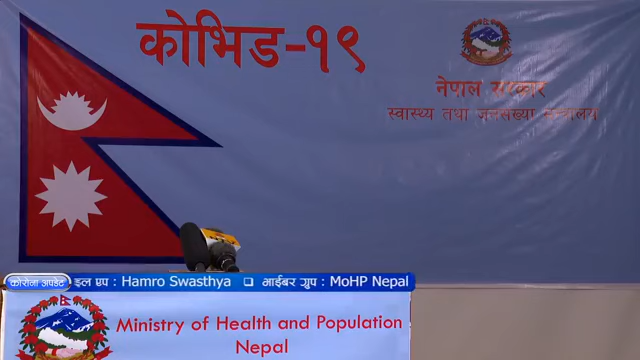 कोभिड-१९
नेपाल सरकार
स्वास्थ्य तथा जनसंख्या मन्त्रालय
कोरोना अपडेट
इल एप : Hamro Swasthya ❑ भाईबर ग्रुप : MoHP Nepal
Ministry of Health and Population
Nepal